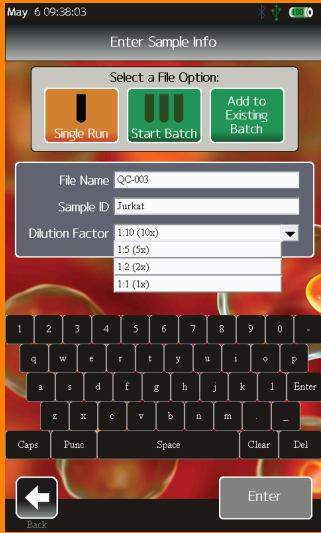 May 6 09:38:03
100
Enter Sample Info
Select a File Option:
Single Run
Start Batch
Add to
Existing
Batch
File Name QC-003
Sample ID Jurkat
Dilution Factor 1:10 (10x)
1:5 (5x)
1:2 (2x)
1:1 (1x)
1 2 3 4 5 6 7 8 9 0 -
q w e r t y u i o p
a s d f g h j k l Enter
z x c v b n m . _
Caps Punc Space Clear Del
Back
Enter